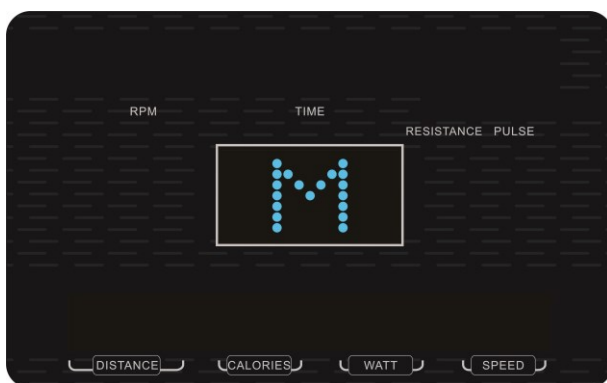 RPM TIME
RESISTANCE PULSE
M
DISTANCE CALORIES WATT SPEED